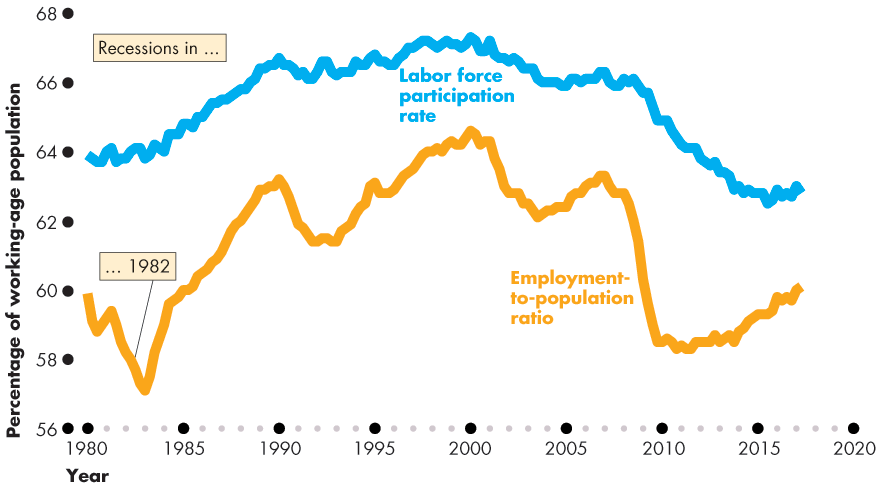 68
Recessions in ...
66
Labor force
participation
rate
64
62
... 1982
60
Employment-
to-population
ratio
58
56
Percentage of working-age population
1980 1985 1990 1995 2000 2005 2010 2015 2020
Year